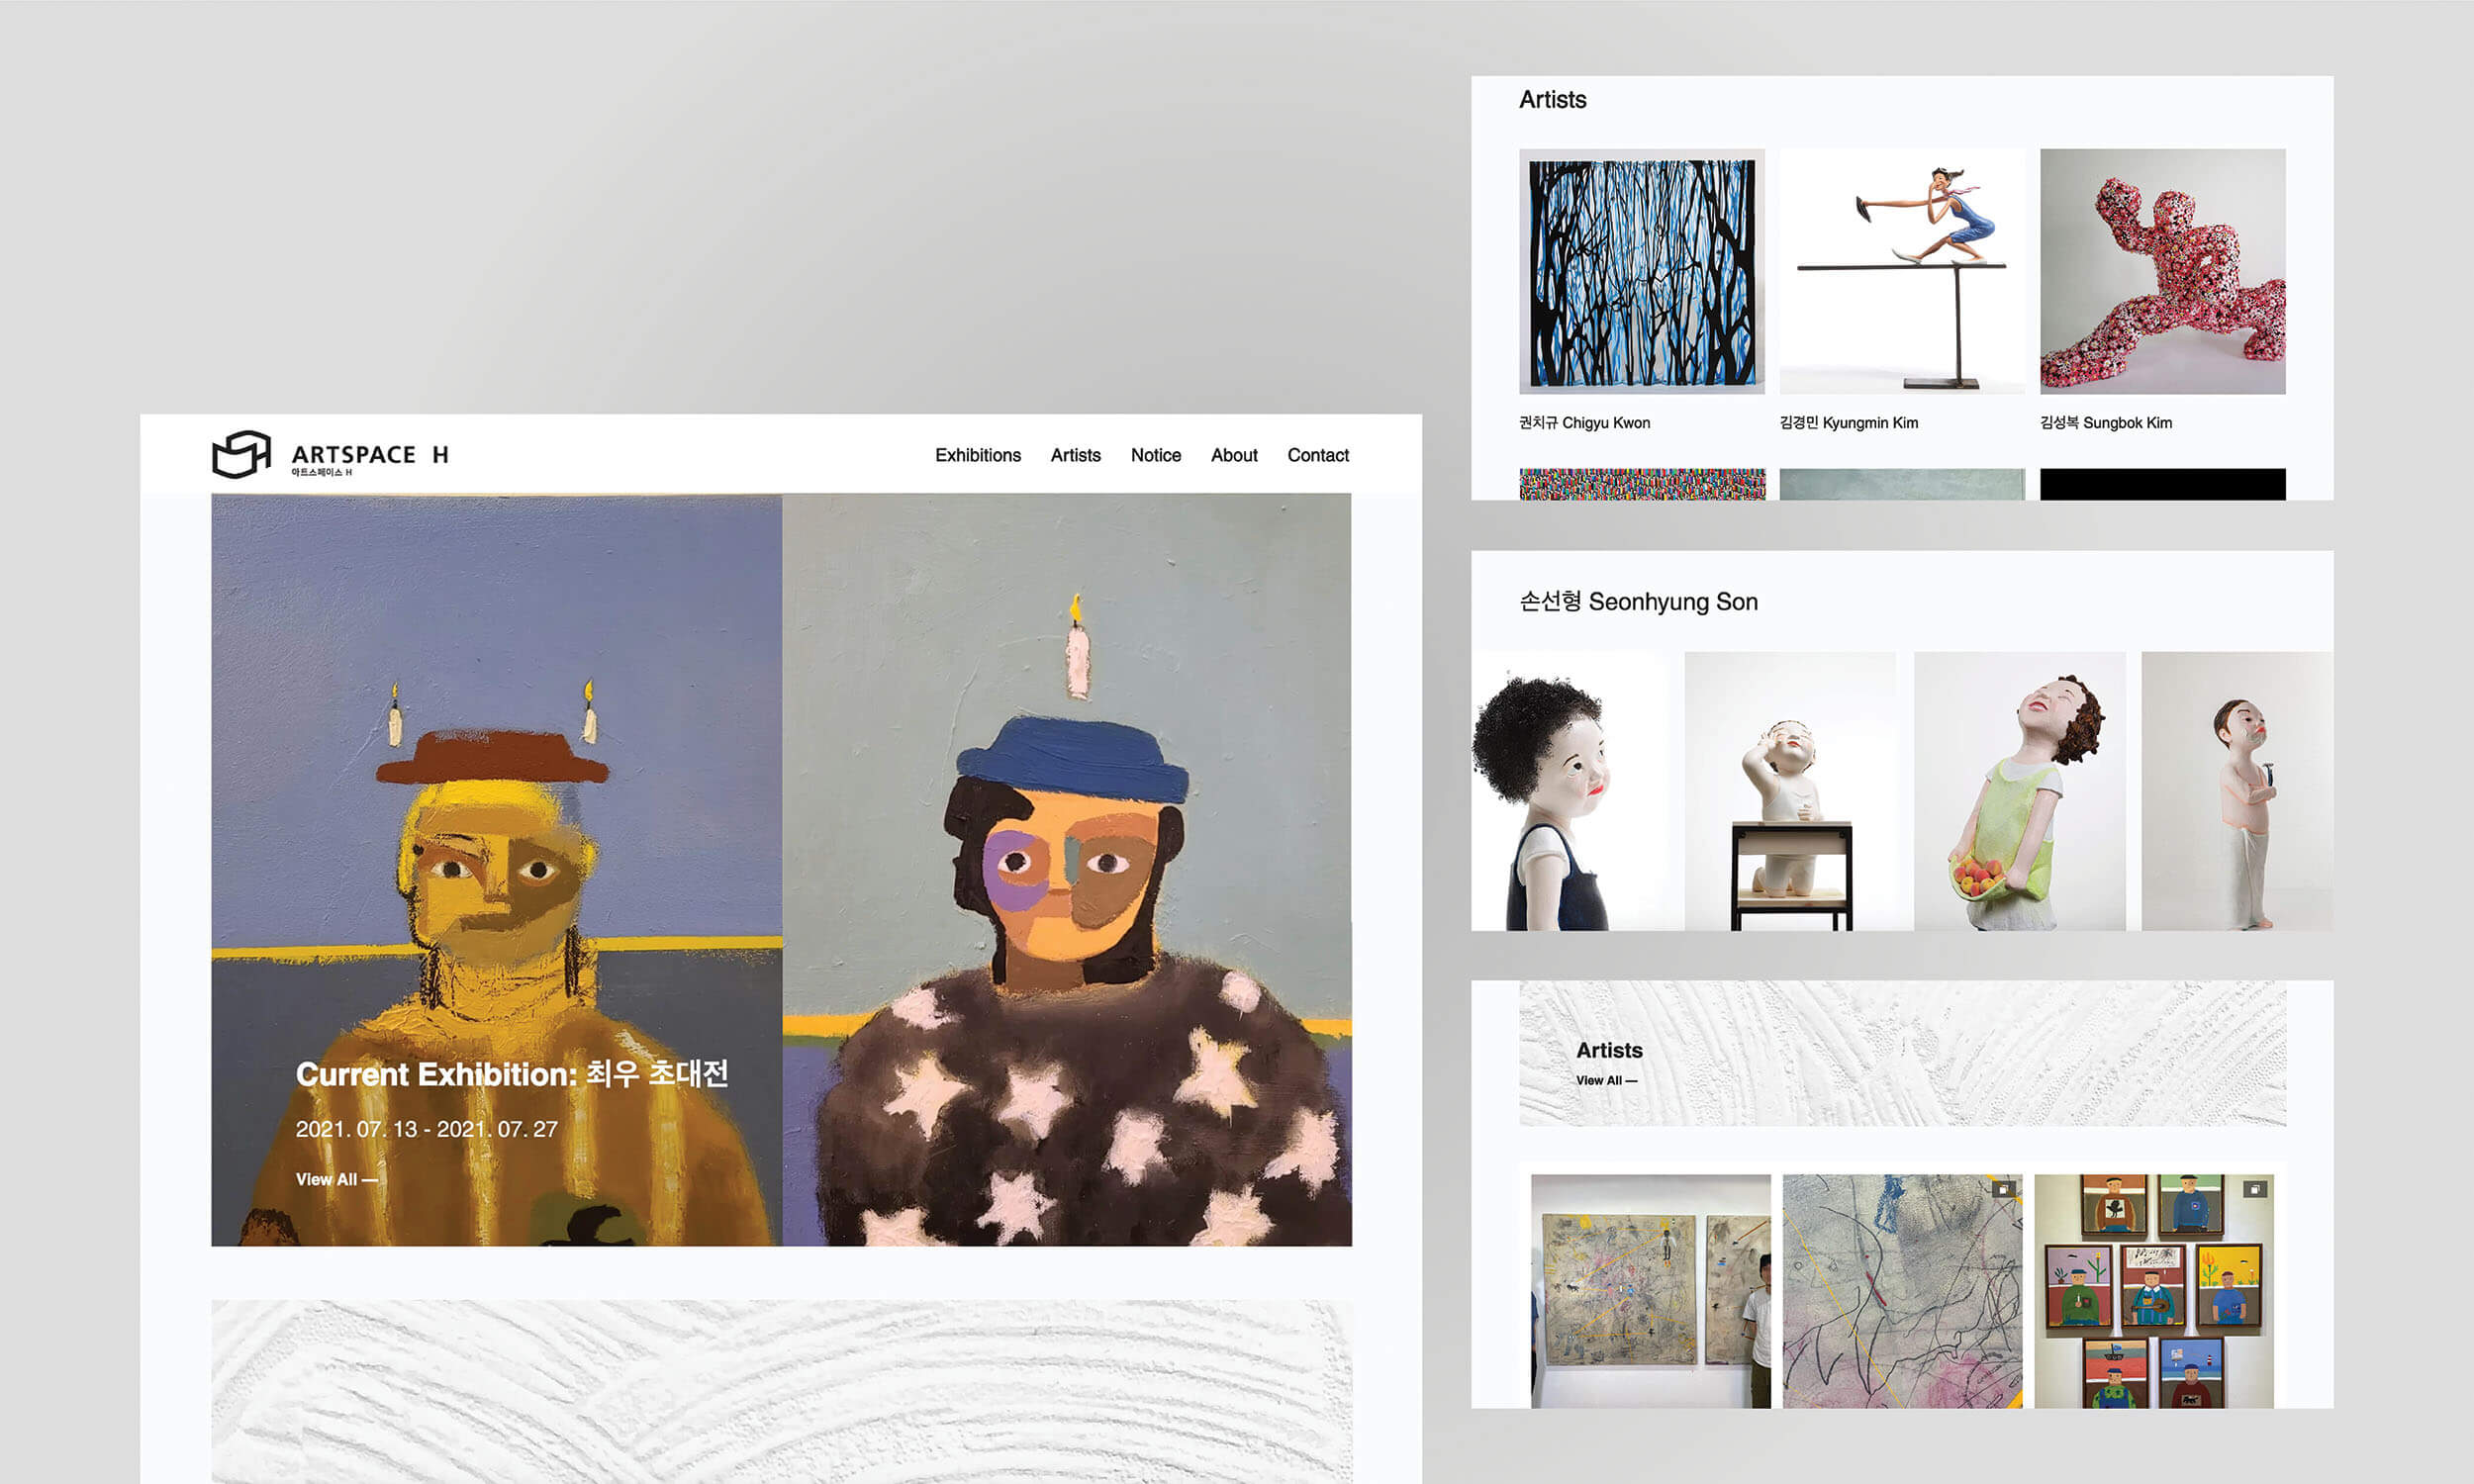 ARTSPACE H
아트스페이스 H
Exhibitions Artists Notice About Contact
Current Exhibition: 최우 초대전
2021. 07. 13 - 2021. 07. 27
View All —
Artists
권치규 Chigyu Kwon
김경민 Kyungmin Kim
김성복 Sungbok Kim
손선형 Seonhyung Son
Artists
View All —